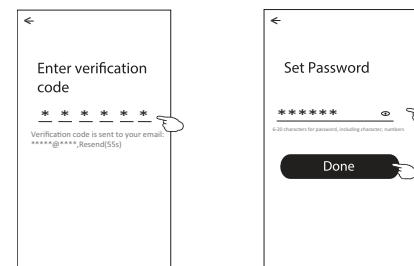 Enter verification
code
* * * * * *
Verification code is sent to your email:
*****@****,Resend(55s)
Set Password
******
6-20 characters for password, including character, numbers
Done